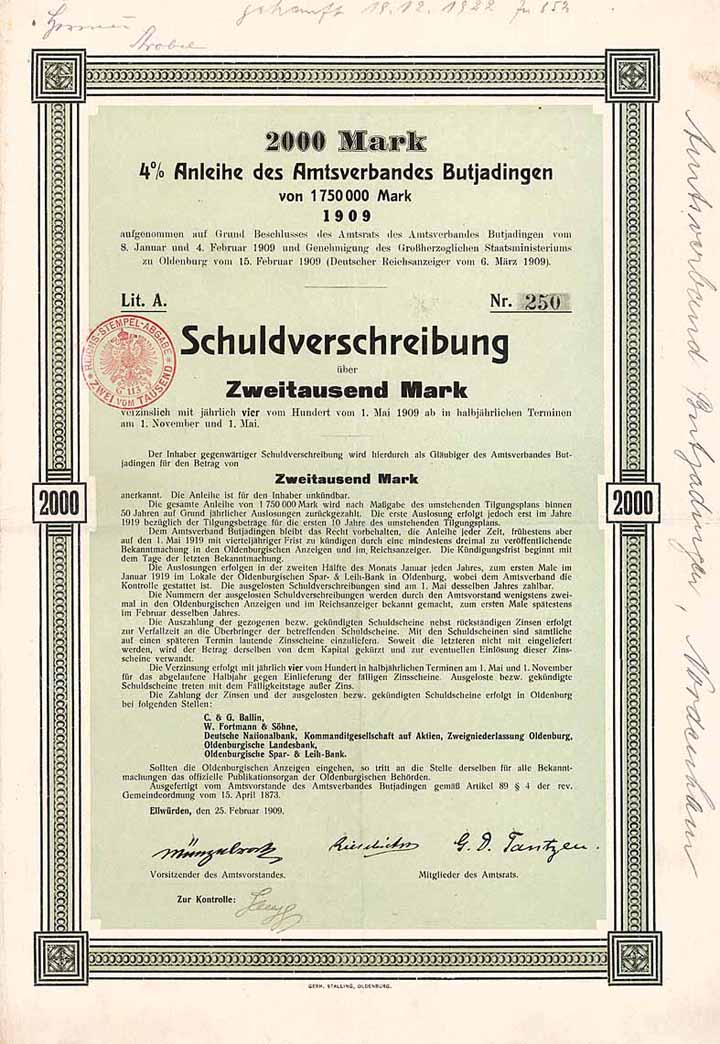 gekauft 18.12.1922 Zu 152
2000 Mark
4% Anleihe des Amtsverbandes Butjadingen
von 1 750 000 Mark
1909
aufgenommen auf Grund Beschlusses des Amtsrats des Amtsverbandes Butjadingen vom
8. Januar und 4. Februar 1909 und Genehmigung des Großherzoglichen Staatsministeriums
zu Oldenburg vom 15. Februar 1909 (Deutscher Reichsanzeiger vom 6. März 1909).
Lit. A.
Nr. 250
REICHS-STEMPEL-ABGABE
G 113
ZWEI VOM TAUSEND
Schuldverschreibung
über
Zweitausend Mark
verzinslich mit jährlich vier vom Hundert vom 1. Mai 1909 ab in halbjährlichen Terminen
am 1. November und 1. Mai.
Der Inhaber gegenwärtiger Schuldverschreibung wird hierdurch als Gläubiger des Amtsverbandes But-
jadingen für den Betrag von
Zweitausend Mark
2000
2000
anerkannt. Die Anleihe ist für den Inhaber unkündbar.
Die gesamte Anleihe von 1 750 000 Mark wird nach Maßgabe des umstehenden Tilgungsplans binnen
50 Jahren auf Grund jährlicher Auslosungen zurückgezahlt. Die erste Auslosung erfolgt jedoch erst im Jahre
1919 bezüglich der Tilgungsbeträge für die ersten 10 Jahre des umstehenden Tilgungsplans.
Dem Amtsverband Butjadingen bleibt das Recht vorbehalten, die Anleihe jeder Zeit, frühestens aber
auf den 1. Mai 1919 mit vierteljähriger Frist zu kündigen durch eine mindestens dreimal zu veröffentlichende
Bekanntmachung in den Oldenburgischen Anzeigen und im Reichsanzeiger. Die Kündigungsfrist beginnt mit
dem Tage der letzten Bekanntmachung.
Die Auslosungen erfolgen in der zweiten Hälfte des Monats Januar jeden Jahres, zum ersten Male im
Januar 1919 im Lokale der Oldenburgischen Spar- & Leih-Bank in Oldenburg, wobei dem Amtsverband die
Kontrolle gestattet ist. Die ausgelosten Schuldverschreibungen sind am 1. Mai desselben Jahres zahlbar.
Die Nummern der ausgelosten Schuldverschreibungen werden durch den Amtsvorstand wenigstens zwei-
mal in den Oldenburgischen Anzeigen und im Reichsanzeiger bekannt gemacht, zum ersten Male spätestens
im Februar desselben Jahres.
Die Auszahlung der gezogenen bezw. gekündigten Schuldscheine nebst rückständigen Zinsen erfolgt
zur Verfallzeit an die Überbringer der betreffenden Schuldscheine. Mit den Schuldscheinen sind sämtliche
auf einen späteren Termin lautende Zinsscheine einzuliefern. Soweit die letzteren nicht mit eingeliefert
werden, wird der Betrag derselben von dem Kapital gekürzt und zur eventuellen Einlösung dieser Zins-
scheine verwandt.
Die Verzinsung erfolgt mit jährlich vier vom Hundert in halbjährlichen Terminen am 1. Mai und 1. November
für das abgelaufene Halbjahr gegen Einlieferung der fälligen Zinsscheine. Ausgeloste bezw. gekündigte
Schuldscheine treten mit dem Fälligkeitstage außer Zins.
Die Zahlung der Zinsen und der ausgelosten bezw. gekündigten Schuldscheine erfolgt in Oldenburg
bei folgenden Stellen:
C. & G. Ballin,
W. Fortmann & Söhne,
Deutsche Nationalbank, Kommanditgesellschaft auf Aktien, Zweigniederlassung Oldenburg,
Oldenburgische Landesbank,
Oldenburgische Spar- & Leih-Bank.
Sollten die Oldenburgischen Anzeigen eingehen, so tritt an die Stelle derselben für alle Bekannt-
machungen das offizielle Publikationsorgan der Oldenburgischen Behörden.
Ausgefertigt vom Amtsvorstande des Amtsverbandes Butjadingen gemäß Artikel 89 § 4 der rev.
Gemeindeordnung vom 15. April 1873.
Ellwürden, den 25. Februar 1909.
G. D. Tantzen.
Vorsitzender des Amtsvorstandes.
Mitglieder des Amtsrats.
Zur Kontrolle:
GERH. STALLING, OLDENBURG.
Amtsverband Butjadingen, Nordenham